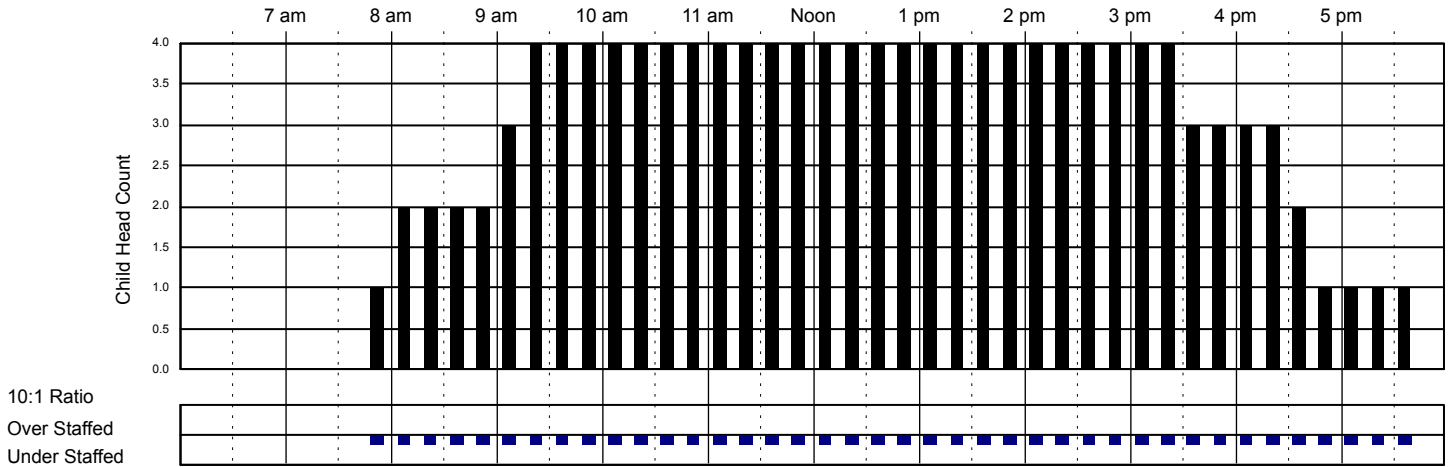 7 am 8 am 9 am 10 am 11 am Noon 1 pm 2 pm 3 pm 4 pm 5 pm
4.0
3.5
3.0
2.5
2.0
1.5
1.0
0.5
0.0
Child Head Count
10:1 Ratio
Over Staffed
Under Staffed